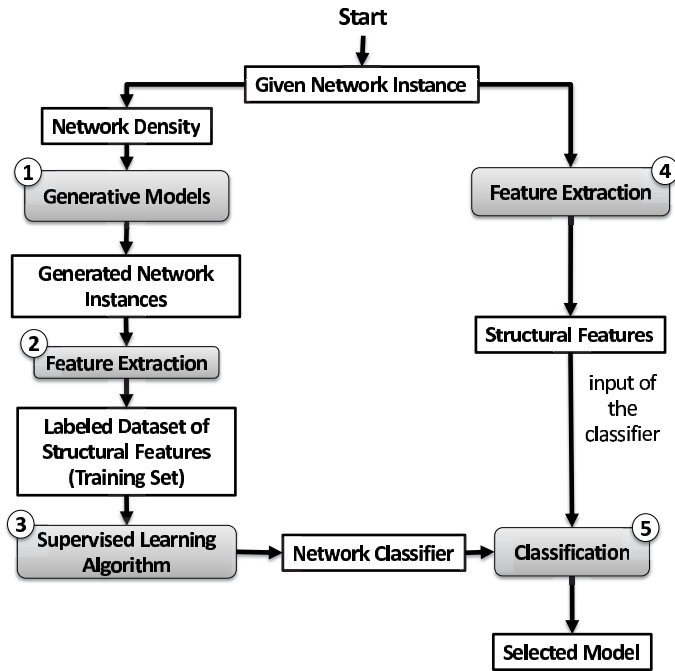 Start
Given Network Instance
Network Density
1
Generative Models
Generated Network
Instances
2
Feature Extraction
Labeled Dataset of
Structural Features
(Training Set)
3
Supervised Learning
Algorithm
Network Classifier
4
Feature Extraction
Structural Features
input of
the
classifier
5
Classification
Selected Model